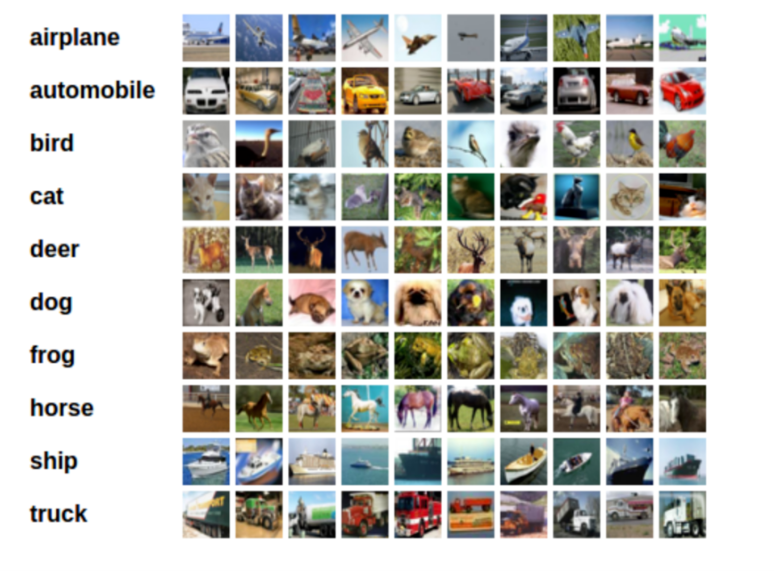 airplane
automobile
bird
cat
deer
dog
frog
horse
ship
truck